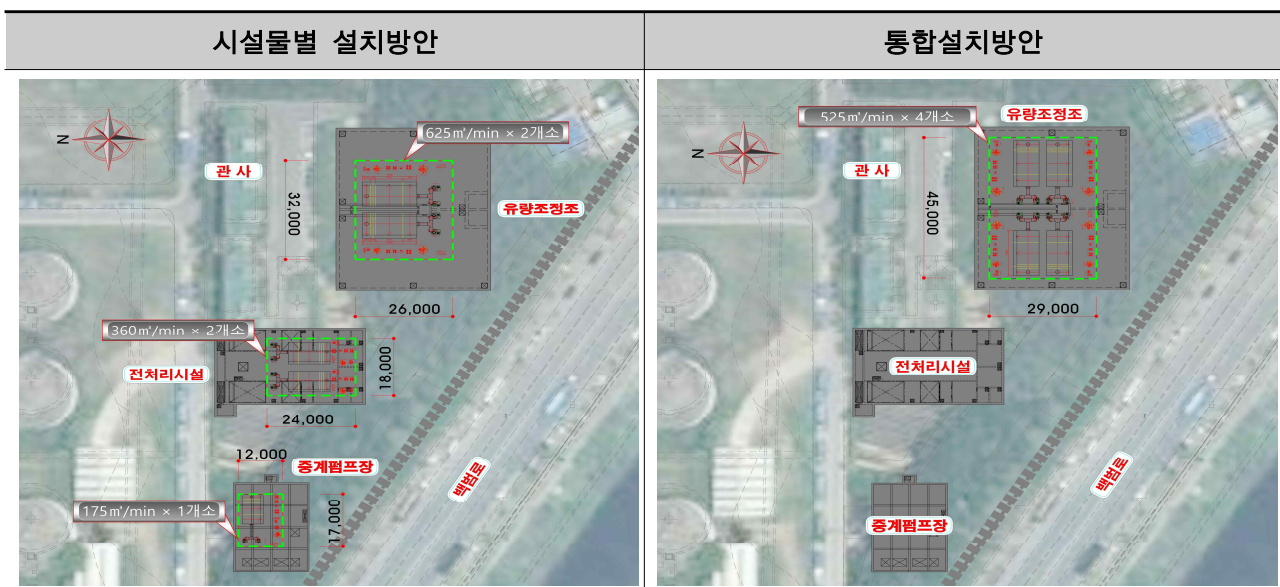 시설물별 설치방안
통합설치방안
N
625㎥/min × 2개소
관 사
32,000
유량조정조
26,000
360㎥/min × 2개소
전처리시설
18,000
24,000
12,000
중계펌프장
백범로
175㎥/min × 1개소
17,000
525㎥/min × 4개소
유량조정조
N
관 사
45,000
29,000
전처리시설
백범로
중계펌프장